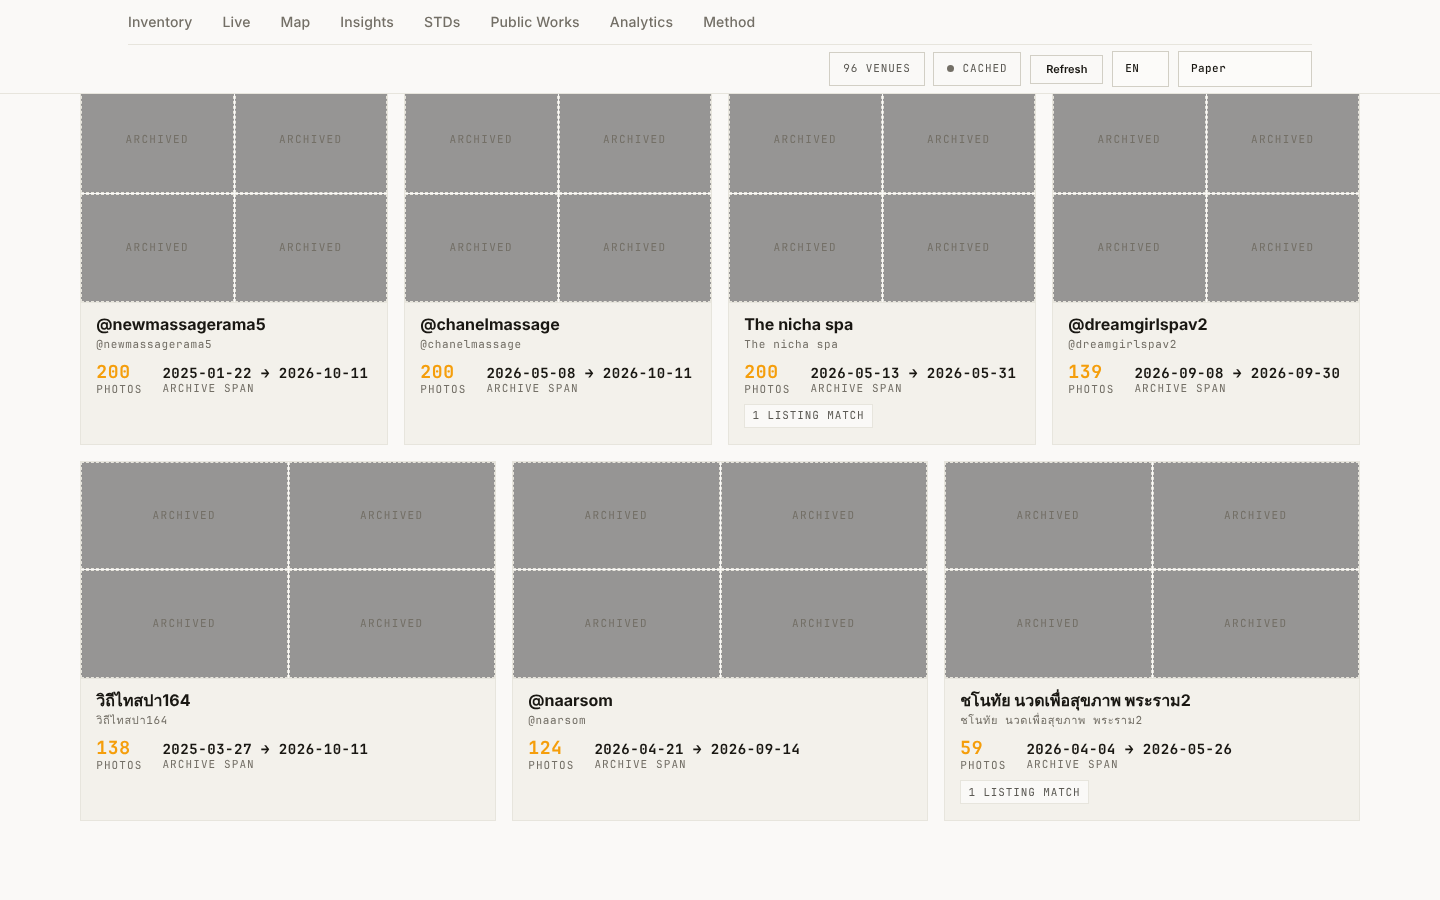 Inventory Live Map Insights STDs Public Works Analytics Method
96 VENUES CACHED Refresh EN Paper
ARCHIVED ARCHIVED ARCHIVED ARCHIVED ARCHIVED ARCHIVED ARCHIVED ARCHIVED
ARCHIVED ARCHIVED ARCHIVED ARCHIVED ARCHIVED ARCHIVED ARCHIVED ARCHIVED
@newmassagerama5
@newmassagerama5
200 2025-01-22 → 2026-10-11
PHOTOS ARCHIVE SPAN
@chanelmassage
@chanelmassage
200 2026-05-08 → 2026-10-11
PHOTOS ARCHIVE SPAN
The nicha spa
The nicha spa
200 2026-05-13 → 2026-05-31
PHOTOS ARCHIVE SPAN
1 LISTING MATCH
@dreamgirlspav2
@dreamgirlspav2
139 2026-09-08 → 2026-09-30
PHOTOS ARCHIVE SPAN
ARCHIVED ARCHIVED ARCHIVED ARCHIVED ARCHIVED ARCHIVED
ARCHIVED ARCHIVED ARCHIVED ARCHIVED ARCHIVED ARCHIVED
วิถีไทสปา164
วิถีไทสปา164
138 2025-03-27 → 2026-10-11
PHOTOS ARCHIVE SPAN
@naarsom
@naarsom
124 2026-04-21 → 2026-09-14
PHOTOS ARCHIVE SPAN
ชโนทัย นวดเพื่อสุขภาพ พระราม2
ชโนทัย นวดเพื่อสุขภาพ พระราม2
59 2026-04-04 → 2026-05-26
PHOTOS ARCHIVE SPAN
1 LISTING MATCH